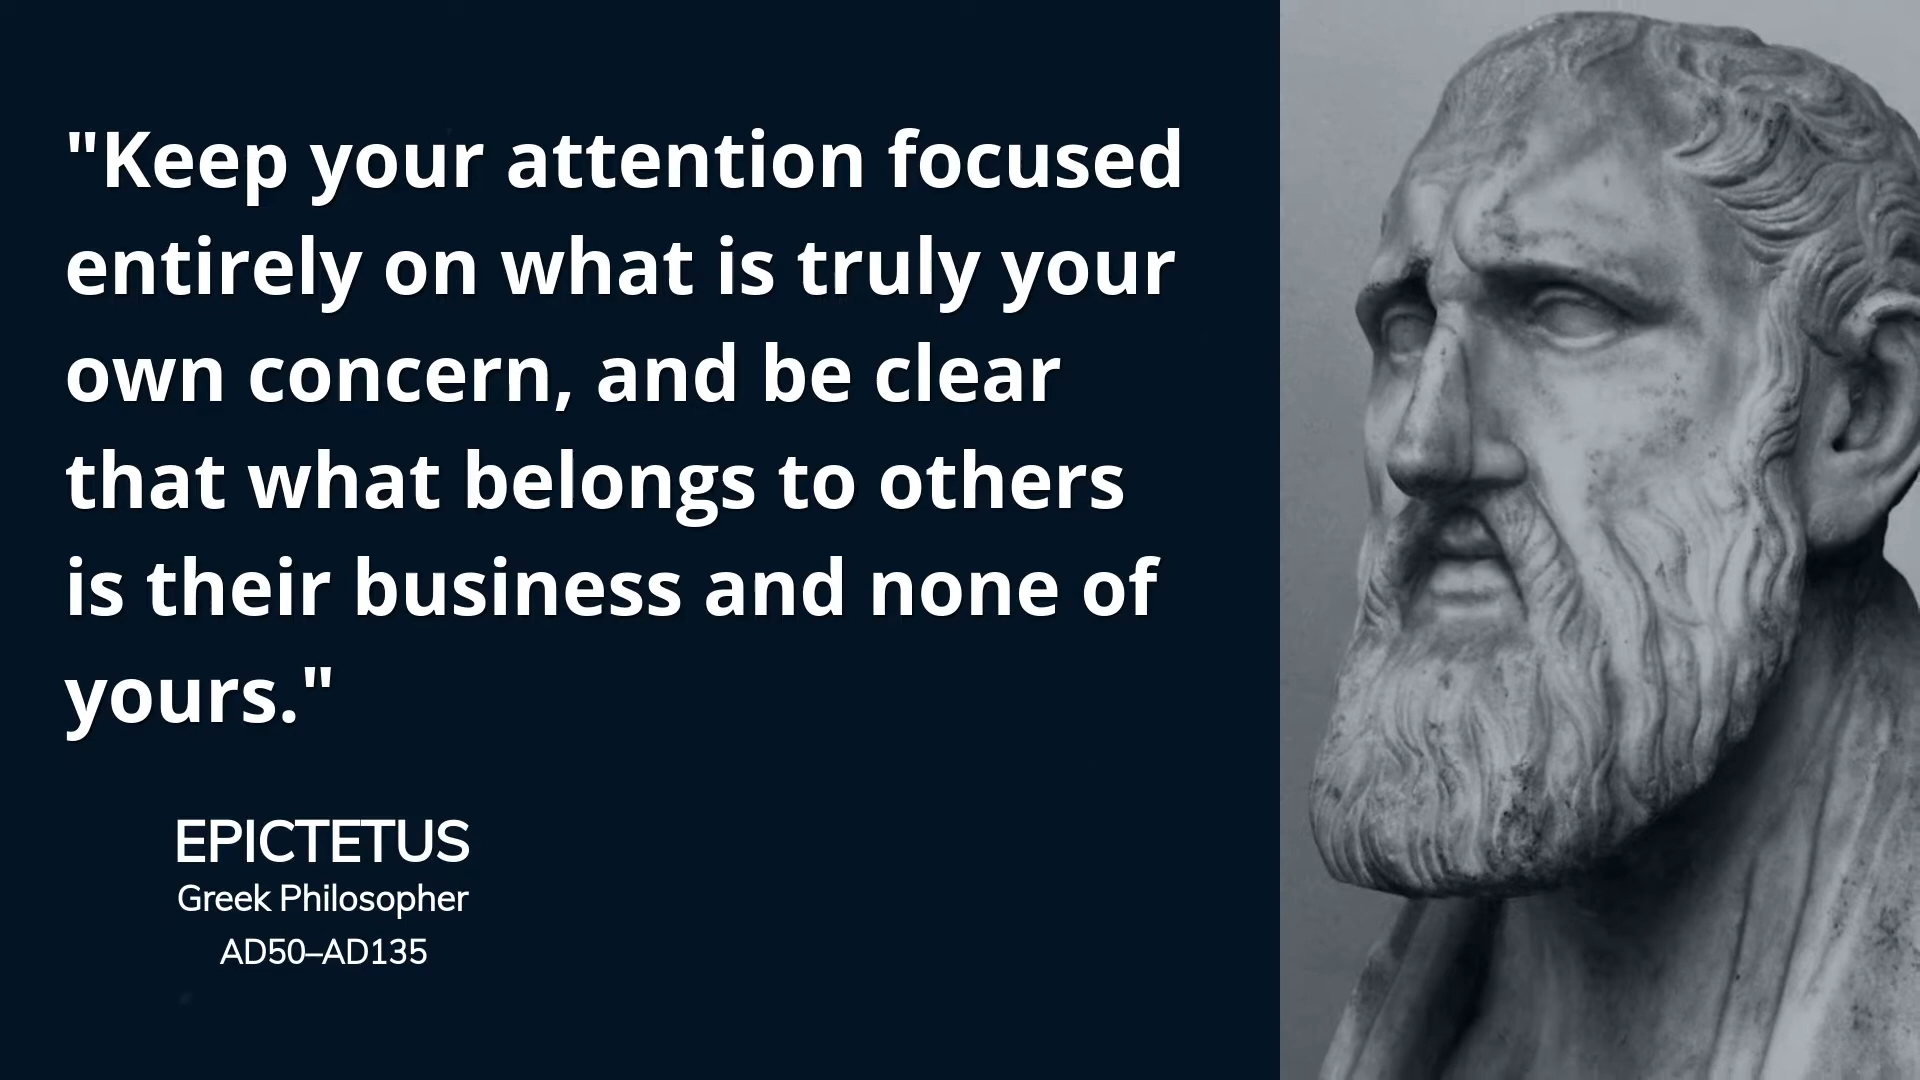 "Keep your attention focused
entirely on what is truly your
own concern, and be clear
that what belongs to others
is their business and none of
yours."
EPICTETUS
Greek Philosopher
AD50–AD135